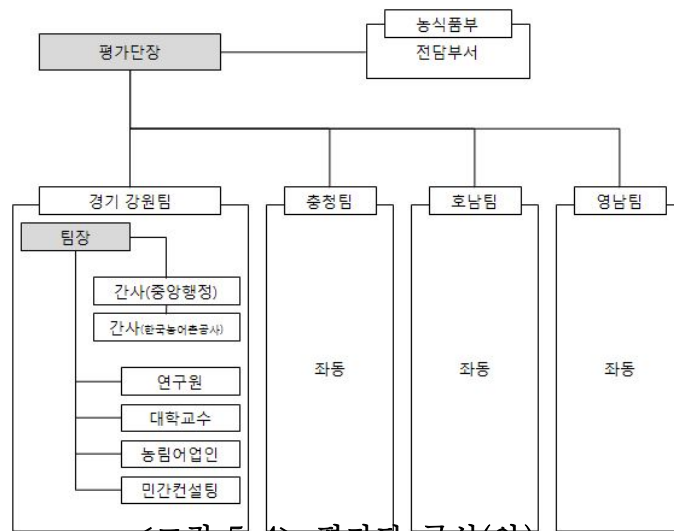 농식품부
평가단장
전담부서
경기 강원팀
충청팀
호남팀
영남팀
팀장
간사(중앙행정)
간사(한국농어촌공사)
연구원
대학교수
농림어업인
민간컨설팅
좌동
좌동
좌동